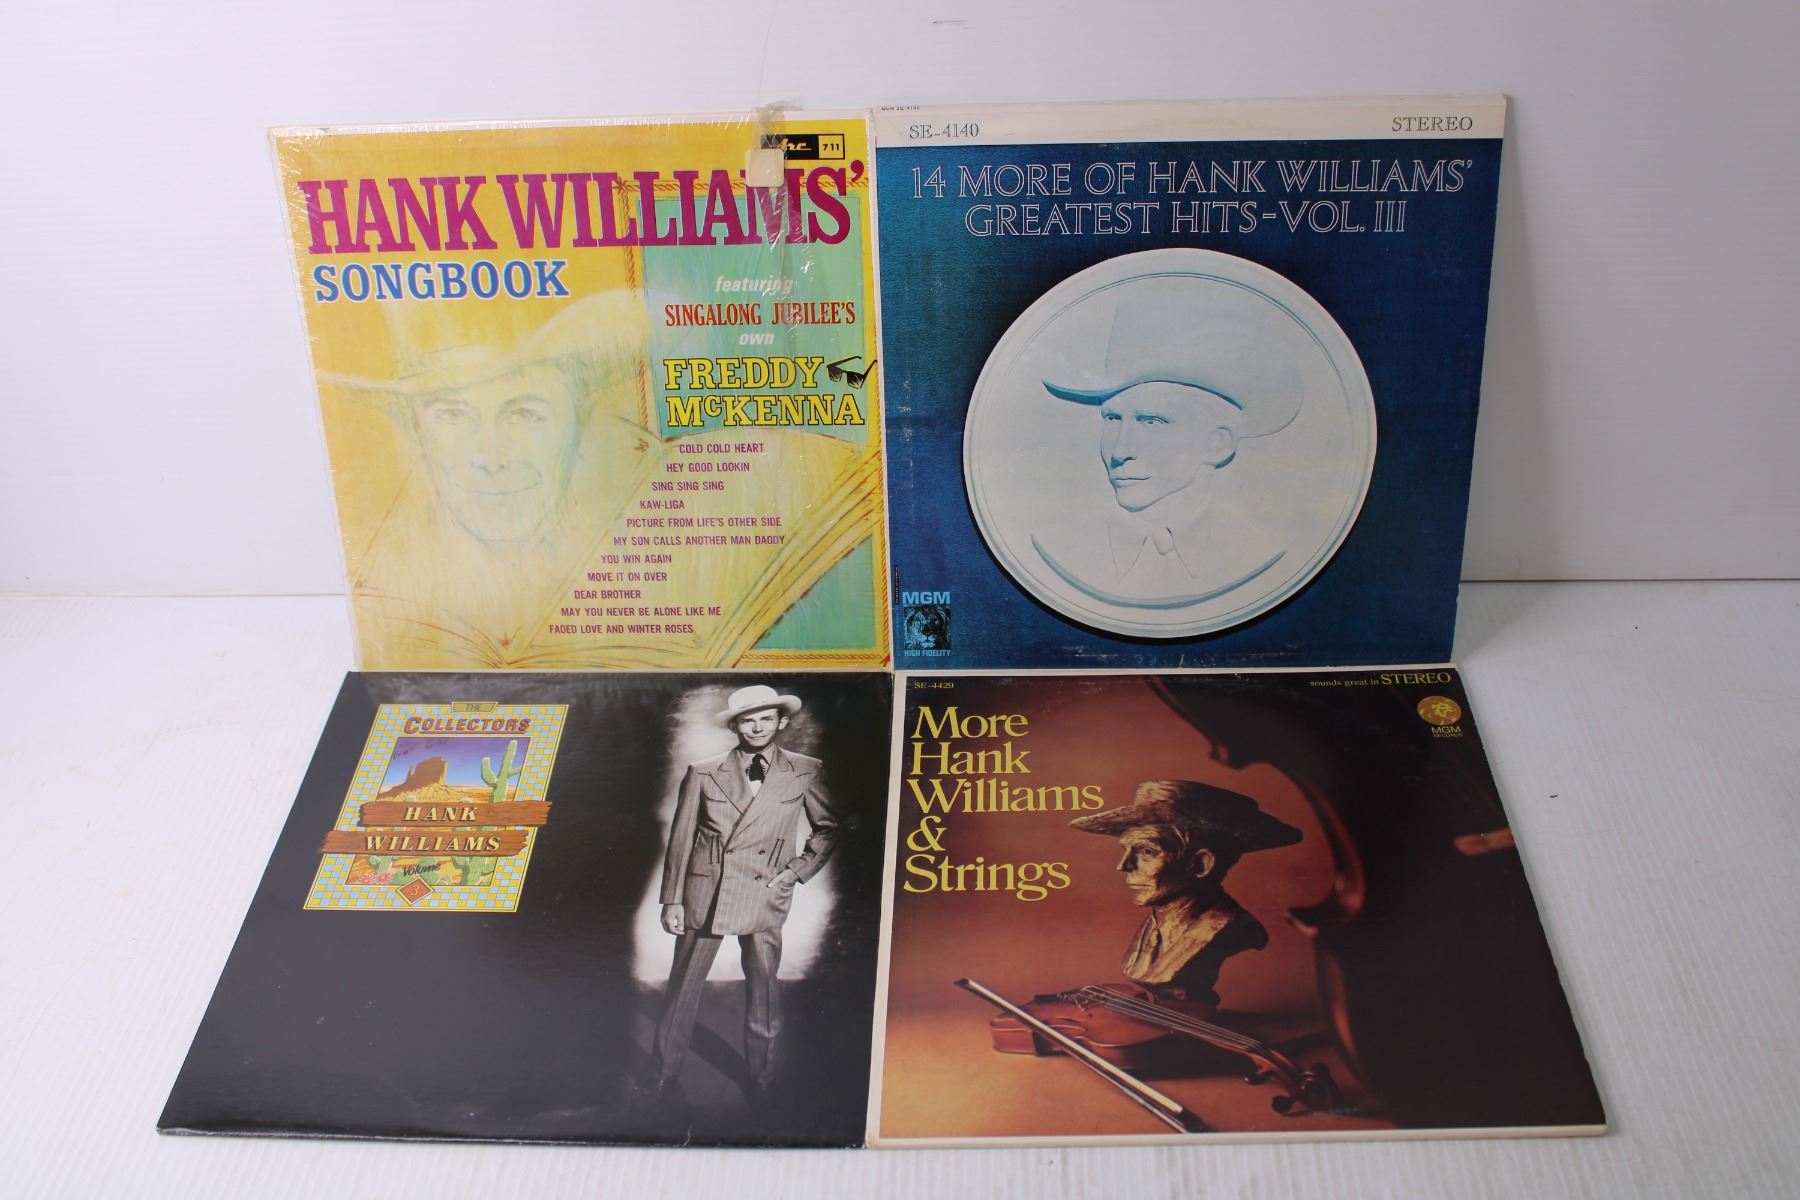 Arc 711
HANK WILLIAMS'
SONGBOOK
featuring
SINGALONG JUBILEE'S
own
FREDDY
McKENNA
COLD COLD HEART
HEY GOOD LOOKIN
SING SING SING
KAW-LIGA
PICTURE FROM LIFE'S OTHER SIDE
MY SON CALLS ANOTHER MAN DADDY
YOU WIN AGAIN
MOVE IT ON OVER
DEAR BROTHER
MAY YOU NEVER BE ALONE LIKE ME
FADED LOVE AND WINTER ROSES
MGM SE 4140
SE-4140 STEREO
14 MORE OF HANK WILLIAMS'
GREATEST HITS-VOL. III
MGM
HIGH FIDELITY
THE
COLLECTORS
HANK
WILLIAMS
Volume
3
SE-4429 sounds great in STEREO
MGM
RECORDS
More
Hank
Williams
&
Strings